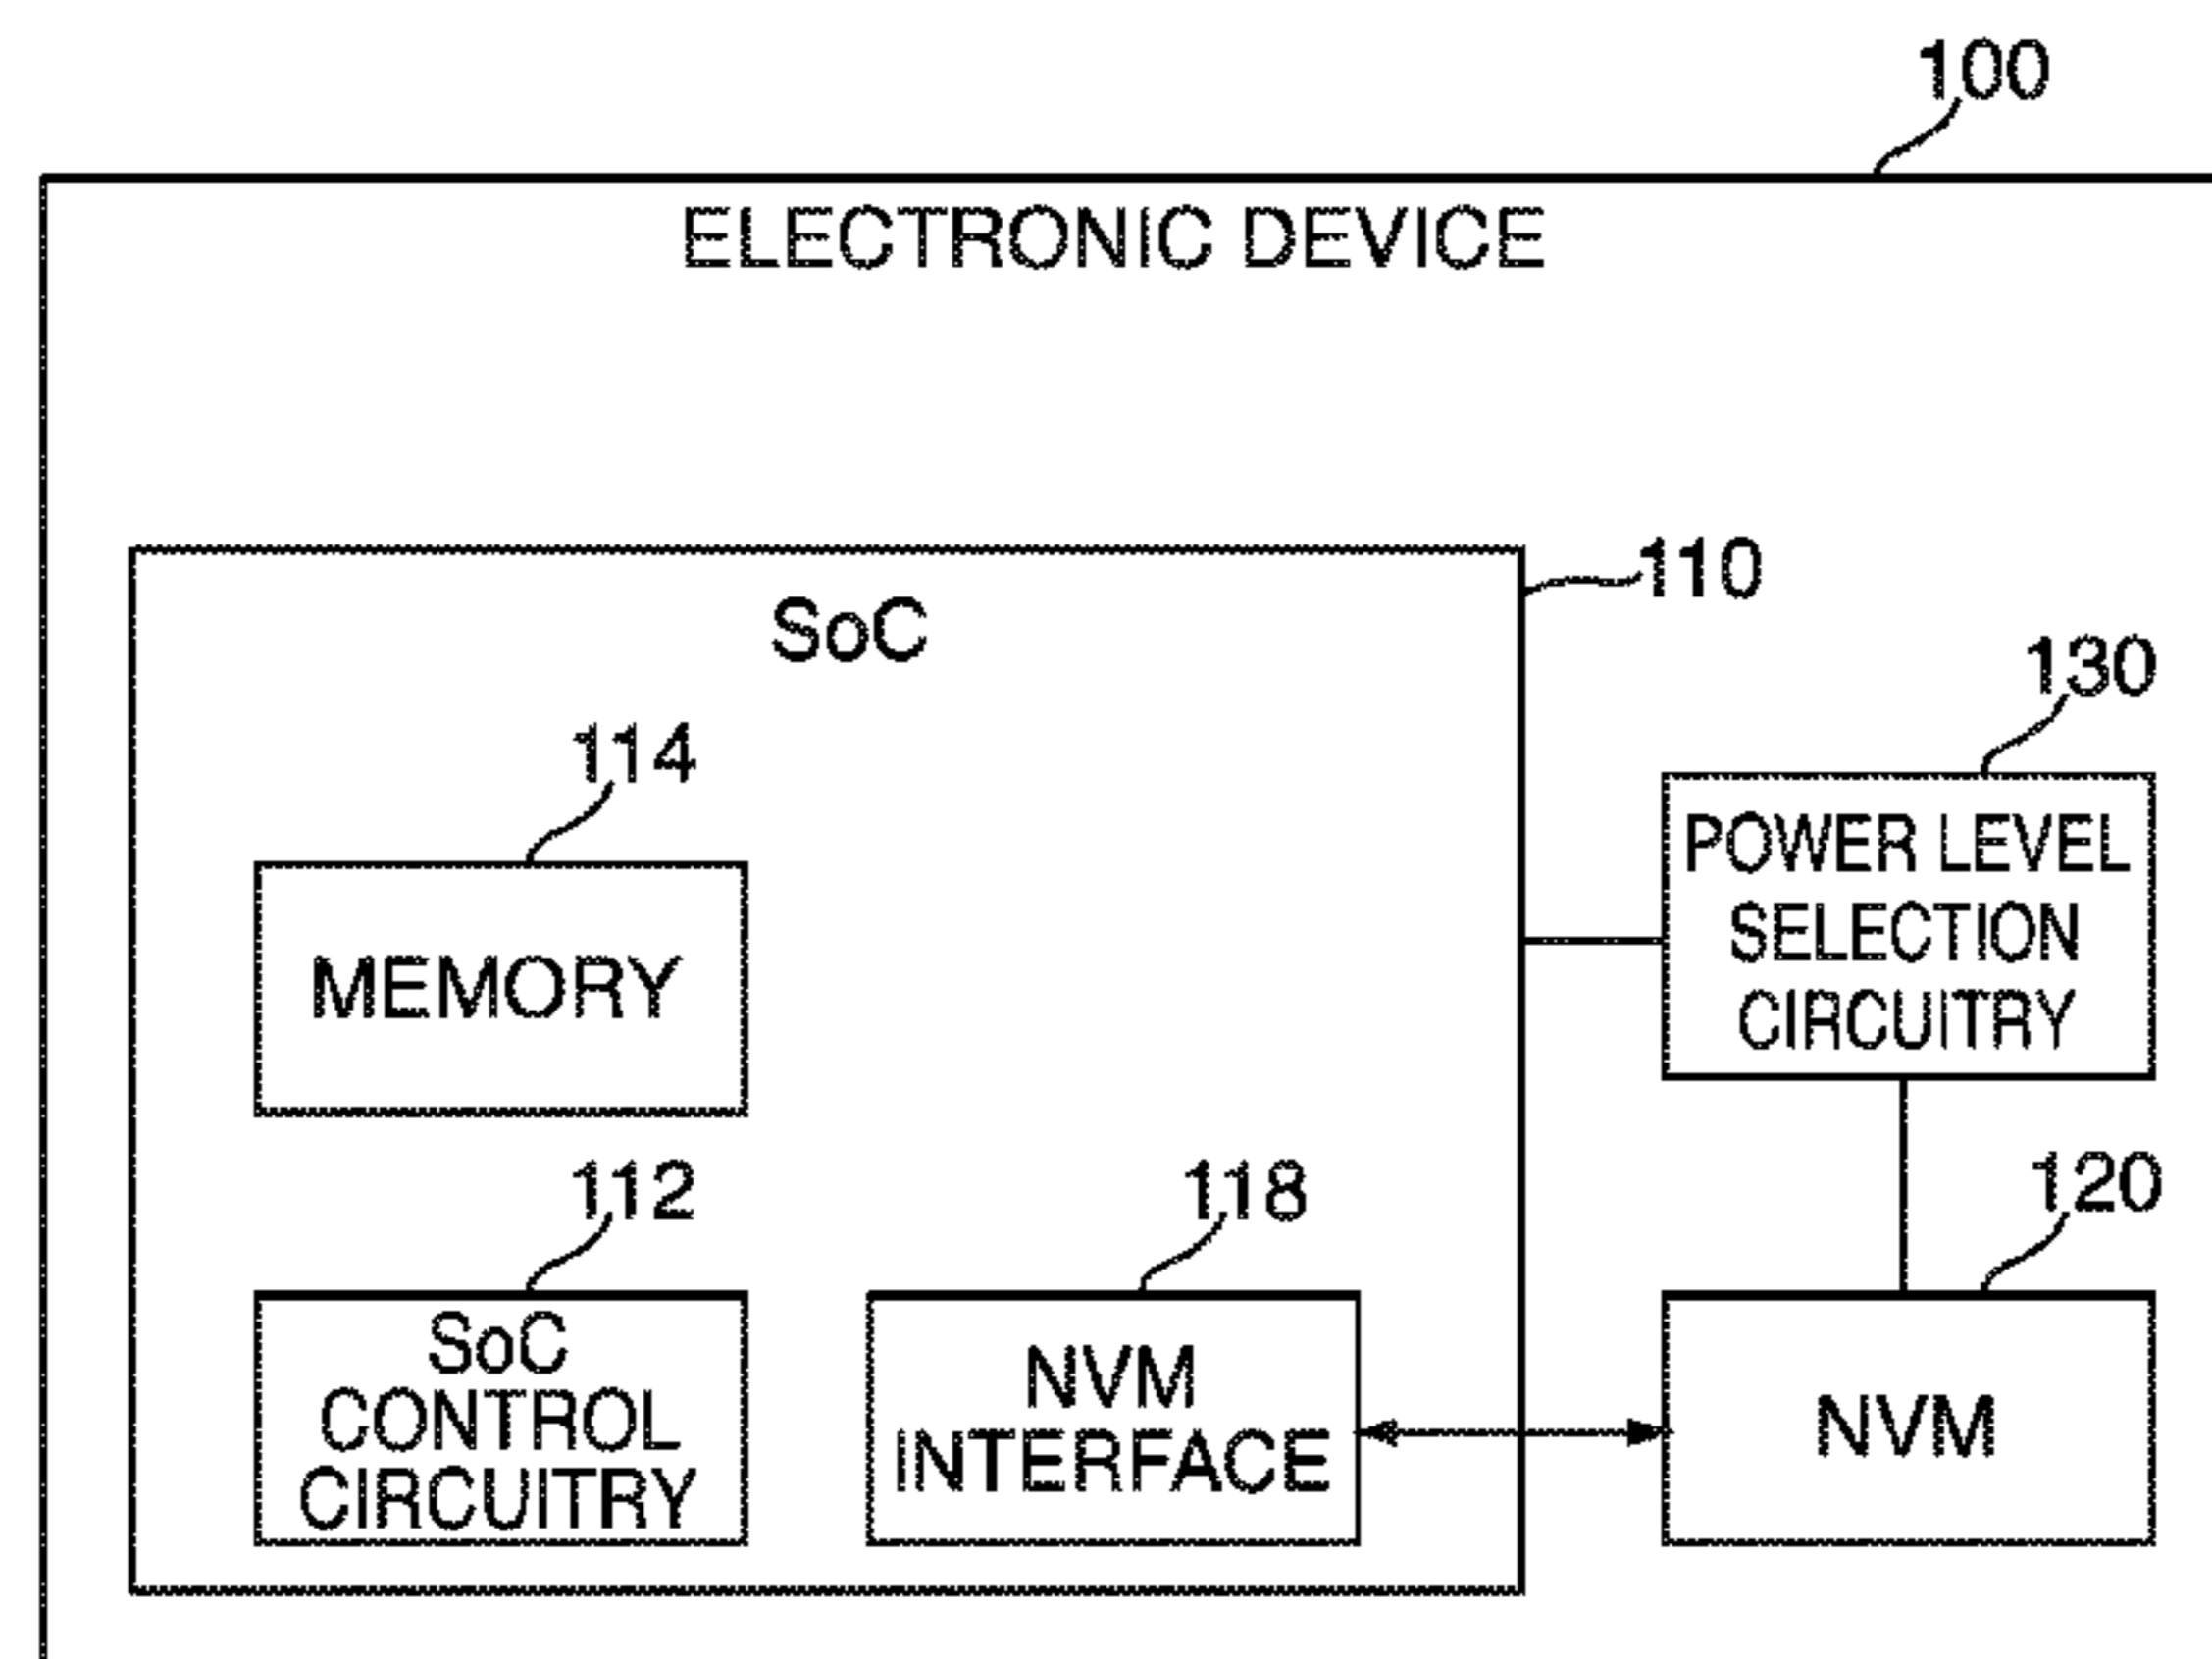 100
ELECTRONIC DEVICE
110
SoC
130
114
POWER LEVEL
SELECTION
CIRCUITRY
MEMORY
112
118
120
SoC
CONTROL
CIRCUITRY
NVM
INTERFACE
NVM